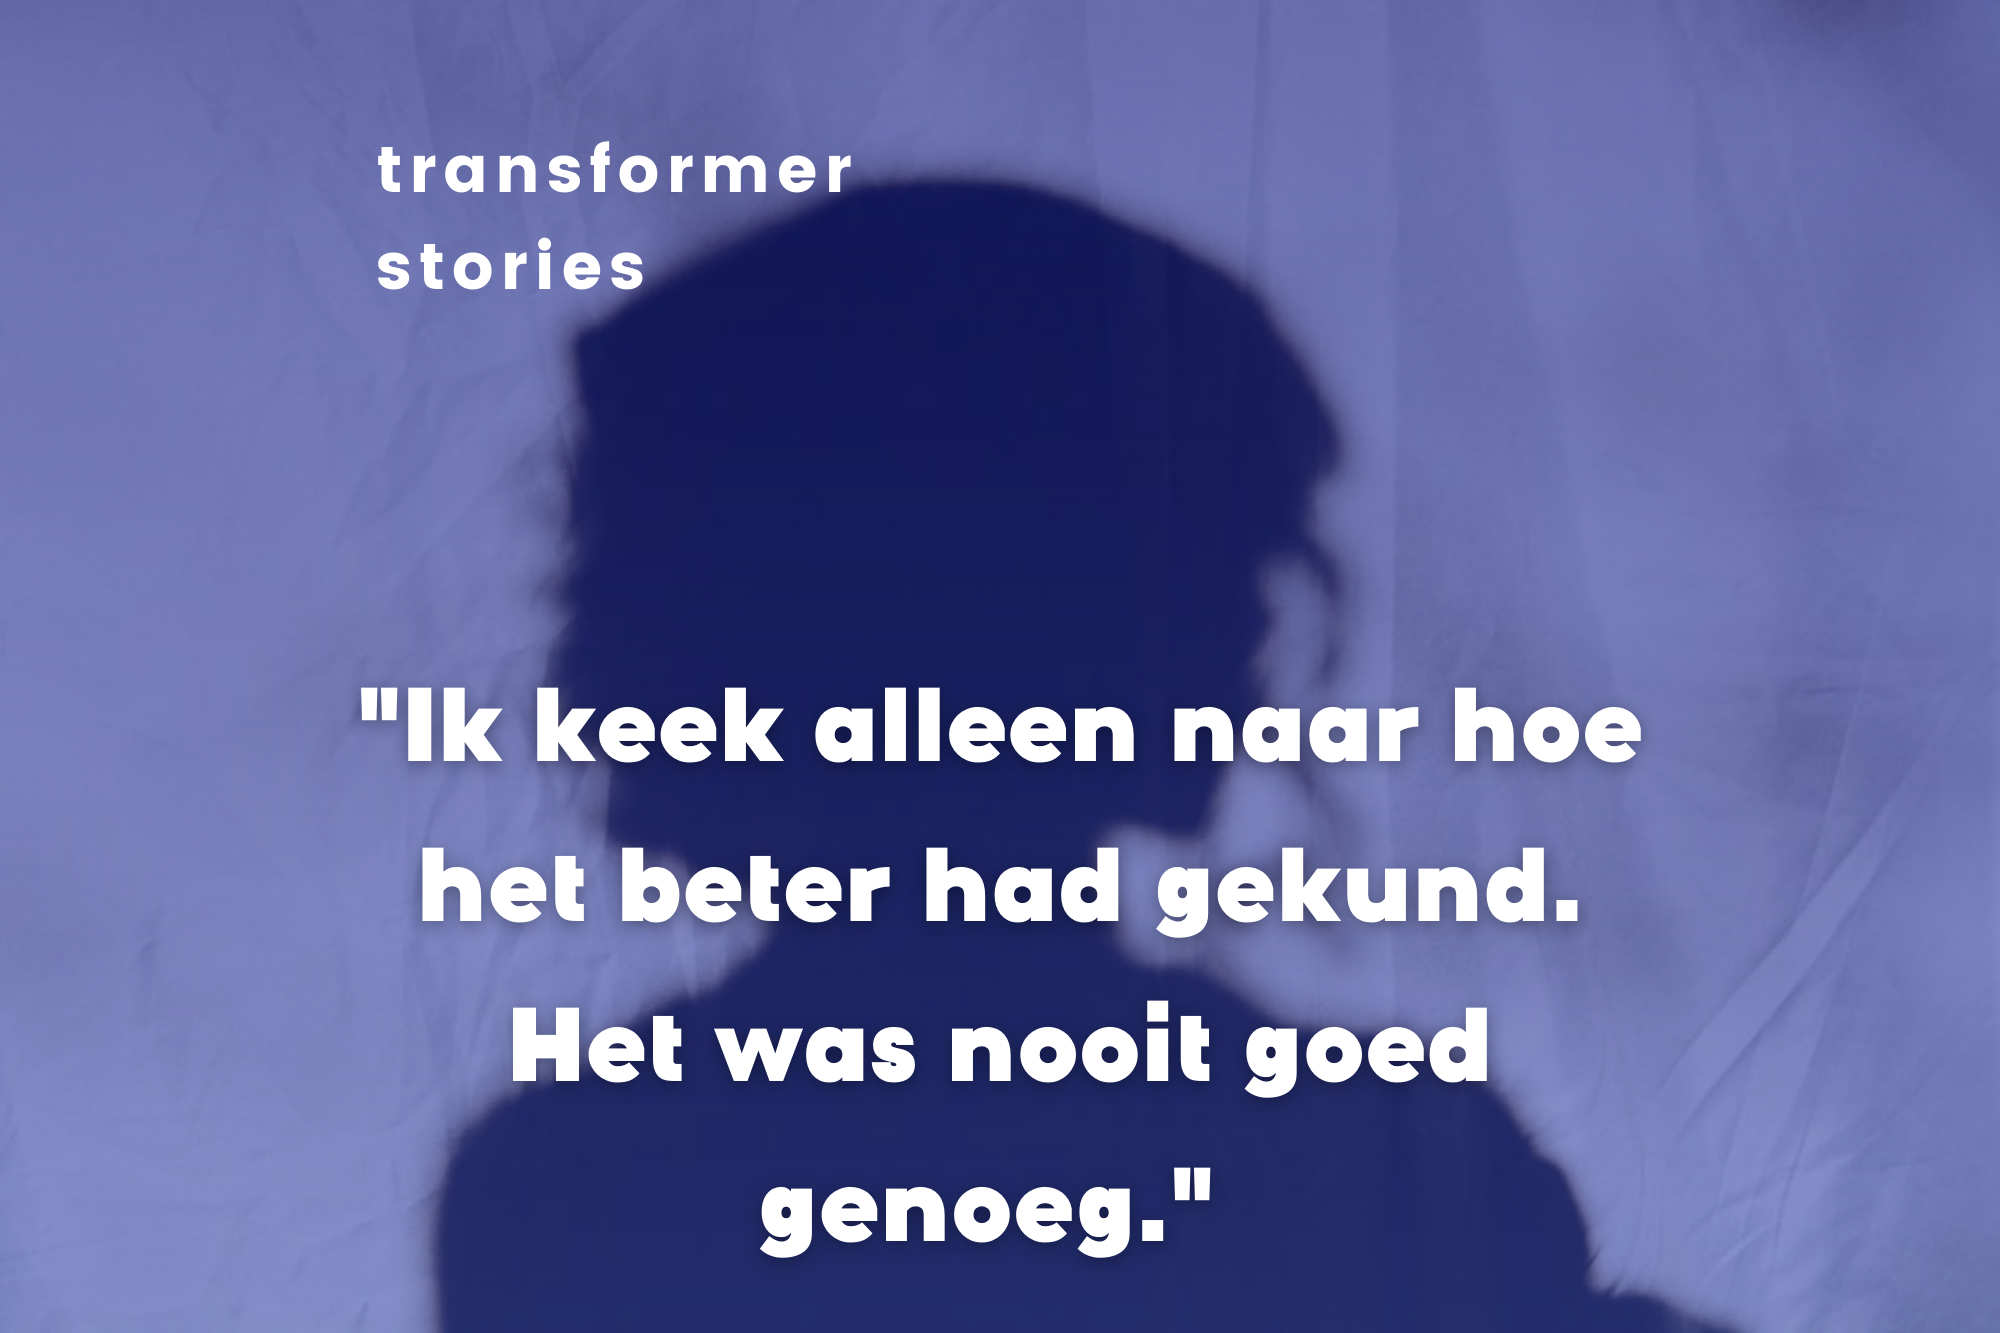 transformer
stories
"Ik keek alleen naar hoe
het beter had gekund.
Het was nooit goed
genoeg."